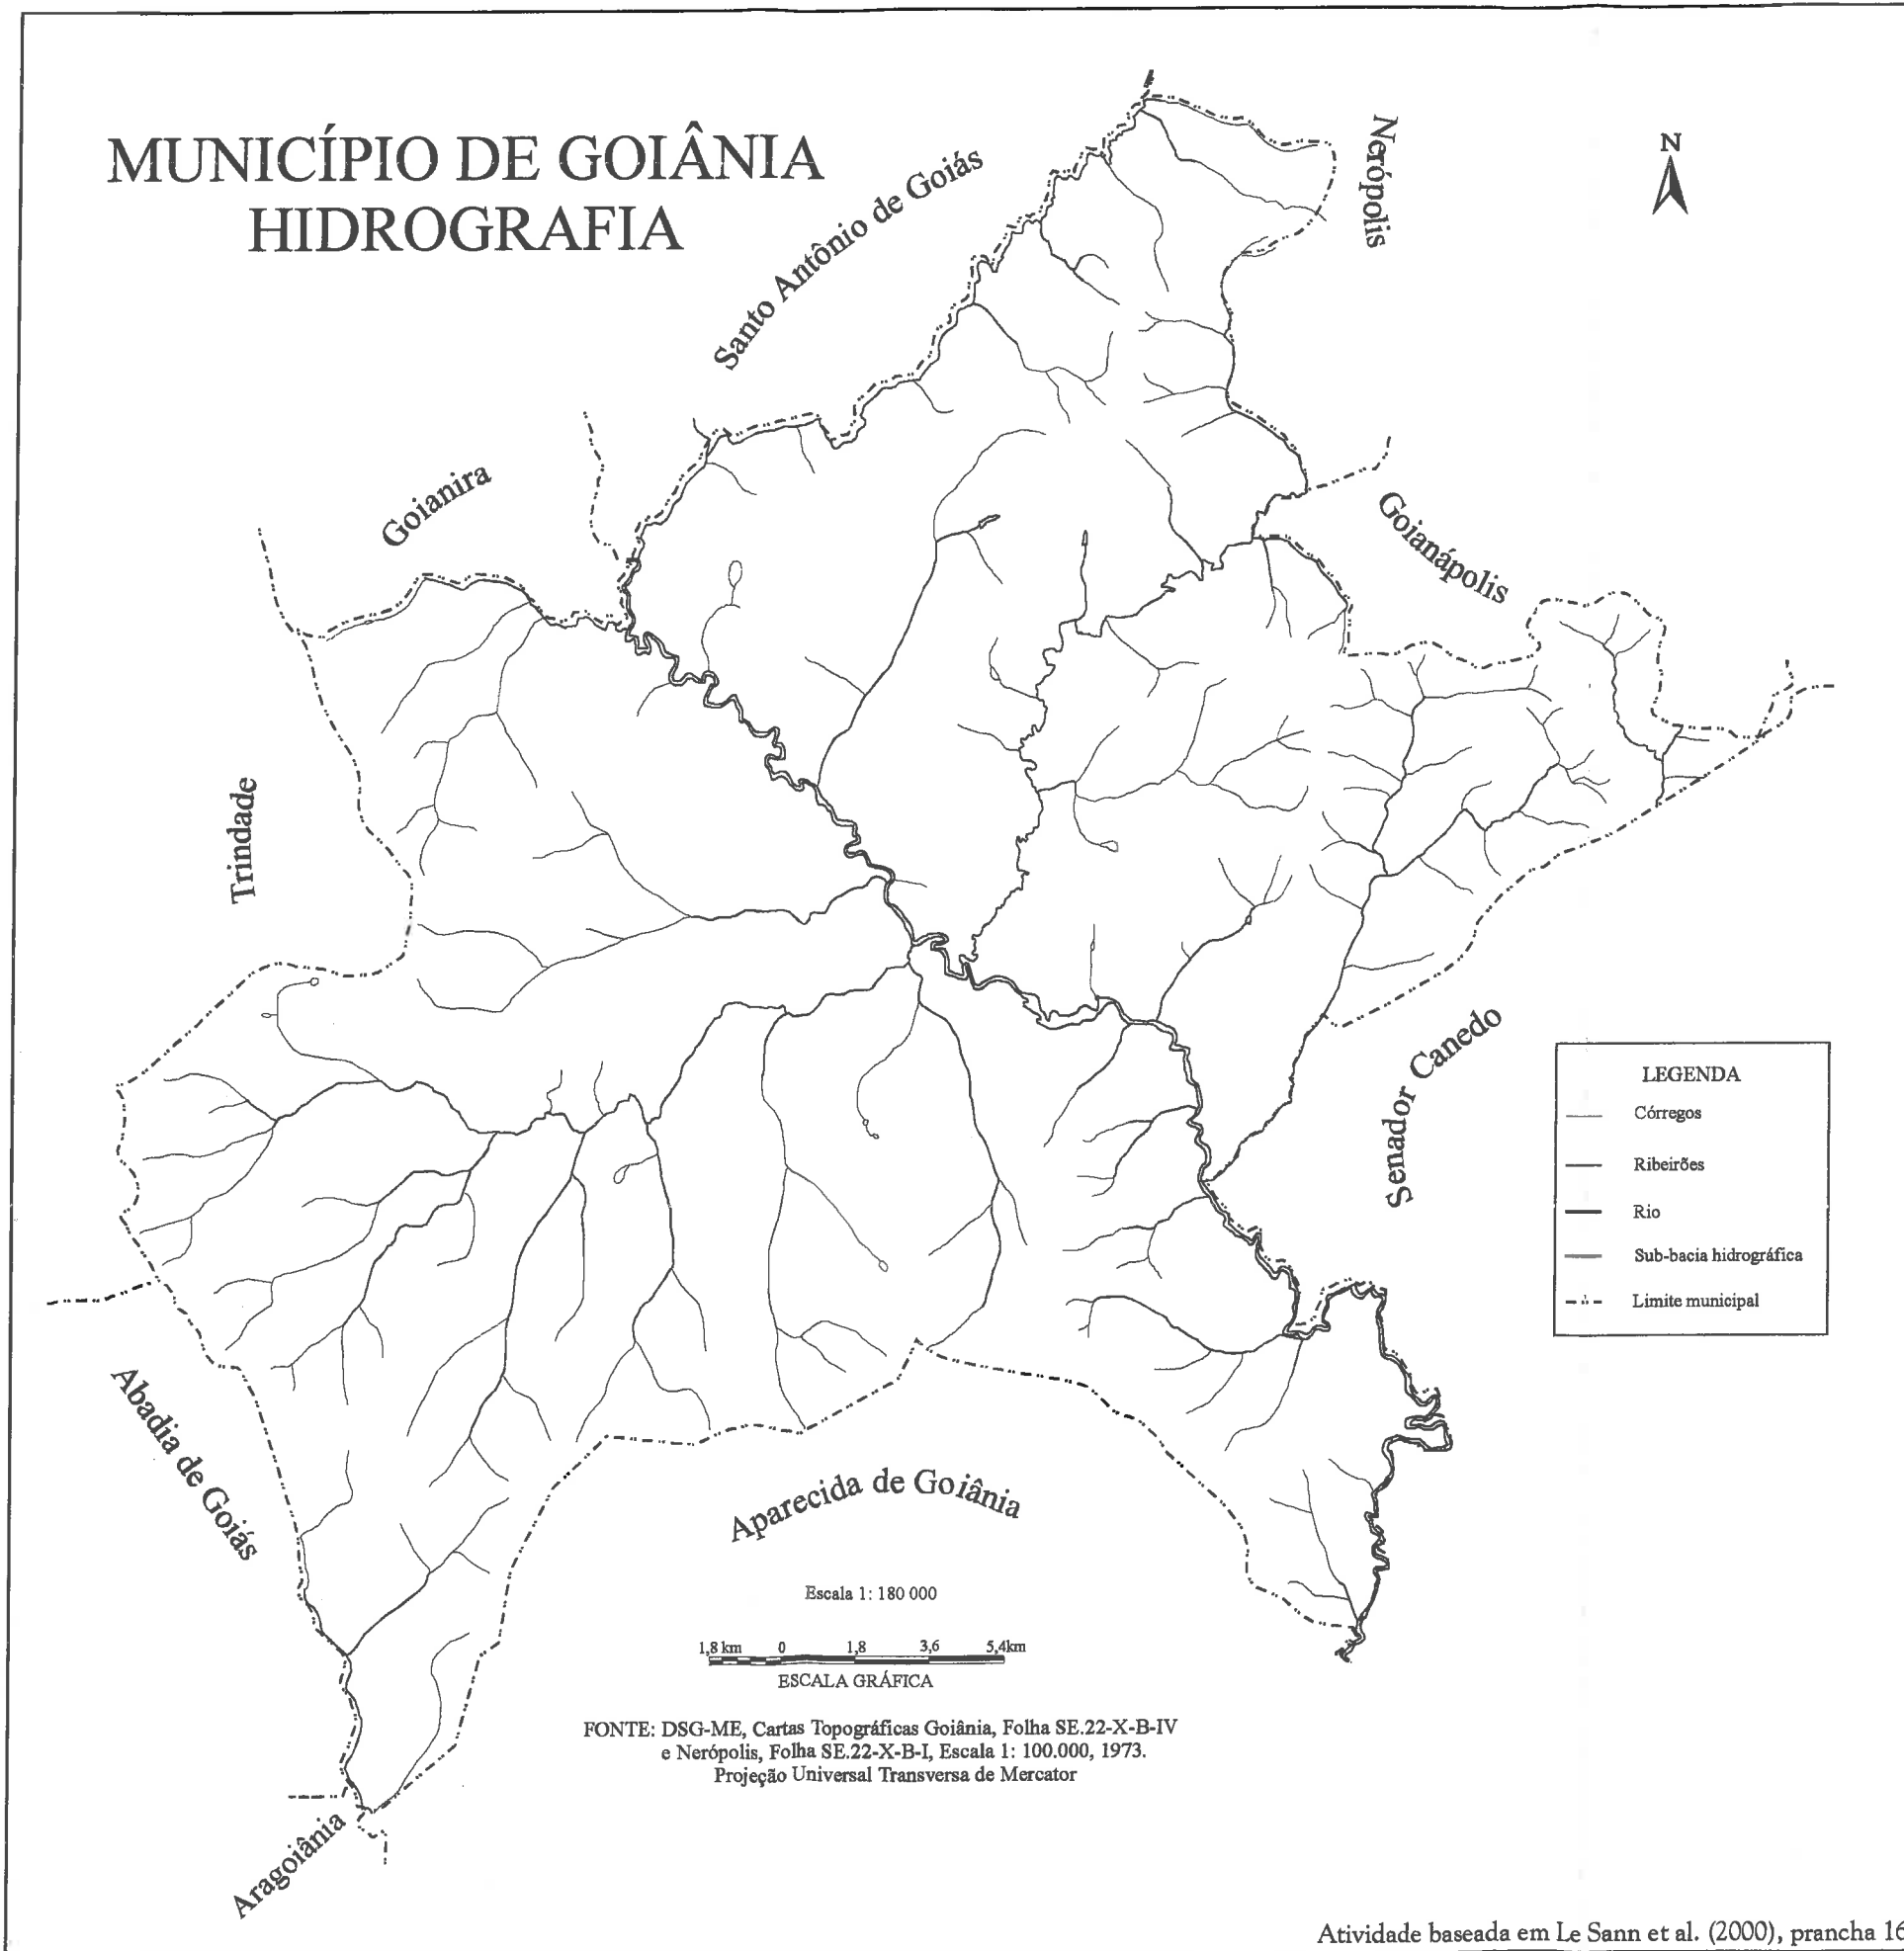 MUNICÍPIO DE GOIÂNIA
HIDROGRAFIA
Santo Antônio de Goiás
Nerópolis
N
Goianira
Goianápolis
Trindade
Senador Canedo
LEGENDA
Córregos
Ribeirões
Rio
Sub-bacia hidrográfica
Limite municipal
Abadia de Goiás
Aparecida de Goiânia
Escala 1: 180 000
1,8 km 0 1,8 3,6 5,4km
ESCALA GRÁFICA
FONTE: DSG-ME, Cartas Topográficas Goiânia, Folha SE.22-X-B-IV
e Nerópolis, Folha SE.22-X-B-I, Escala 1: 100.000, 1973.
Projeção Universal Transversa de Mercator
Aragoiânia
Atividade baseada em Le Sann et al. (2000), prancha 16